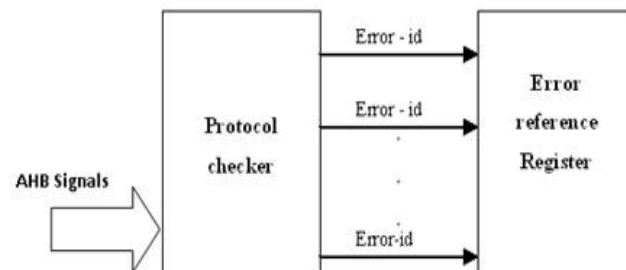 Error - id
Error - id
Error-id
Protocol
checker
AHB Signals
Error
reference
Register